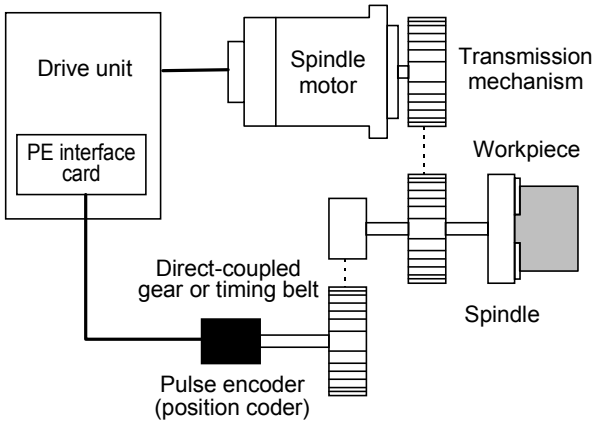 Drive unit
PE interface
card
Spindle
motor
Transmission
mechanism
Workpiece
Direct-coupled
gear or timing belt
Spindle
Pulse encoder
(position coder)